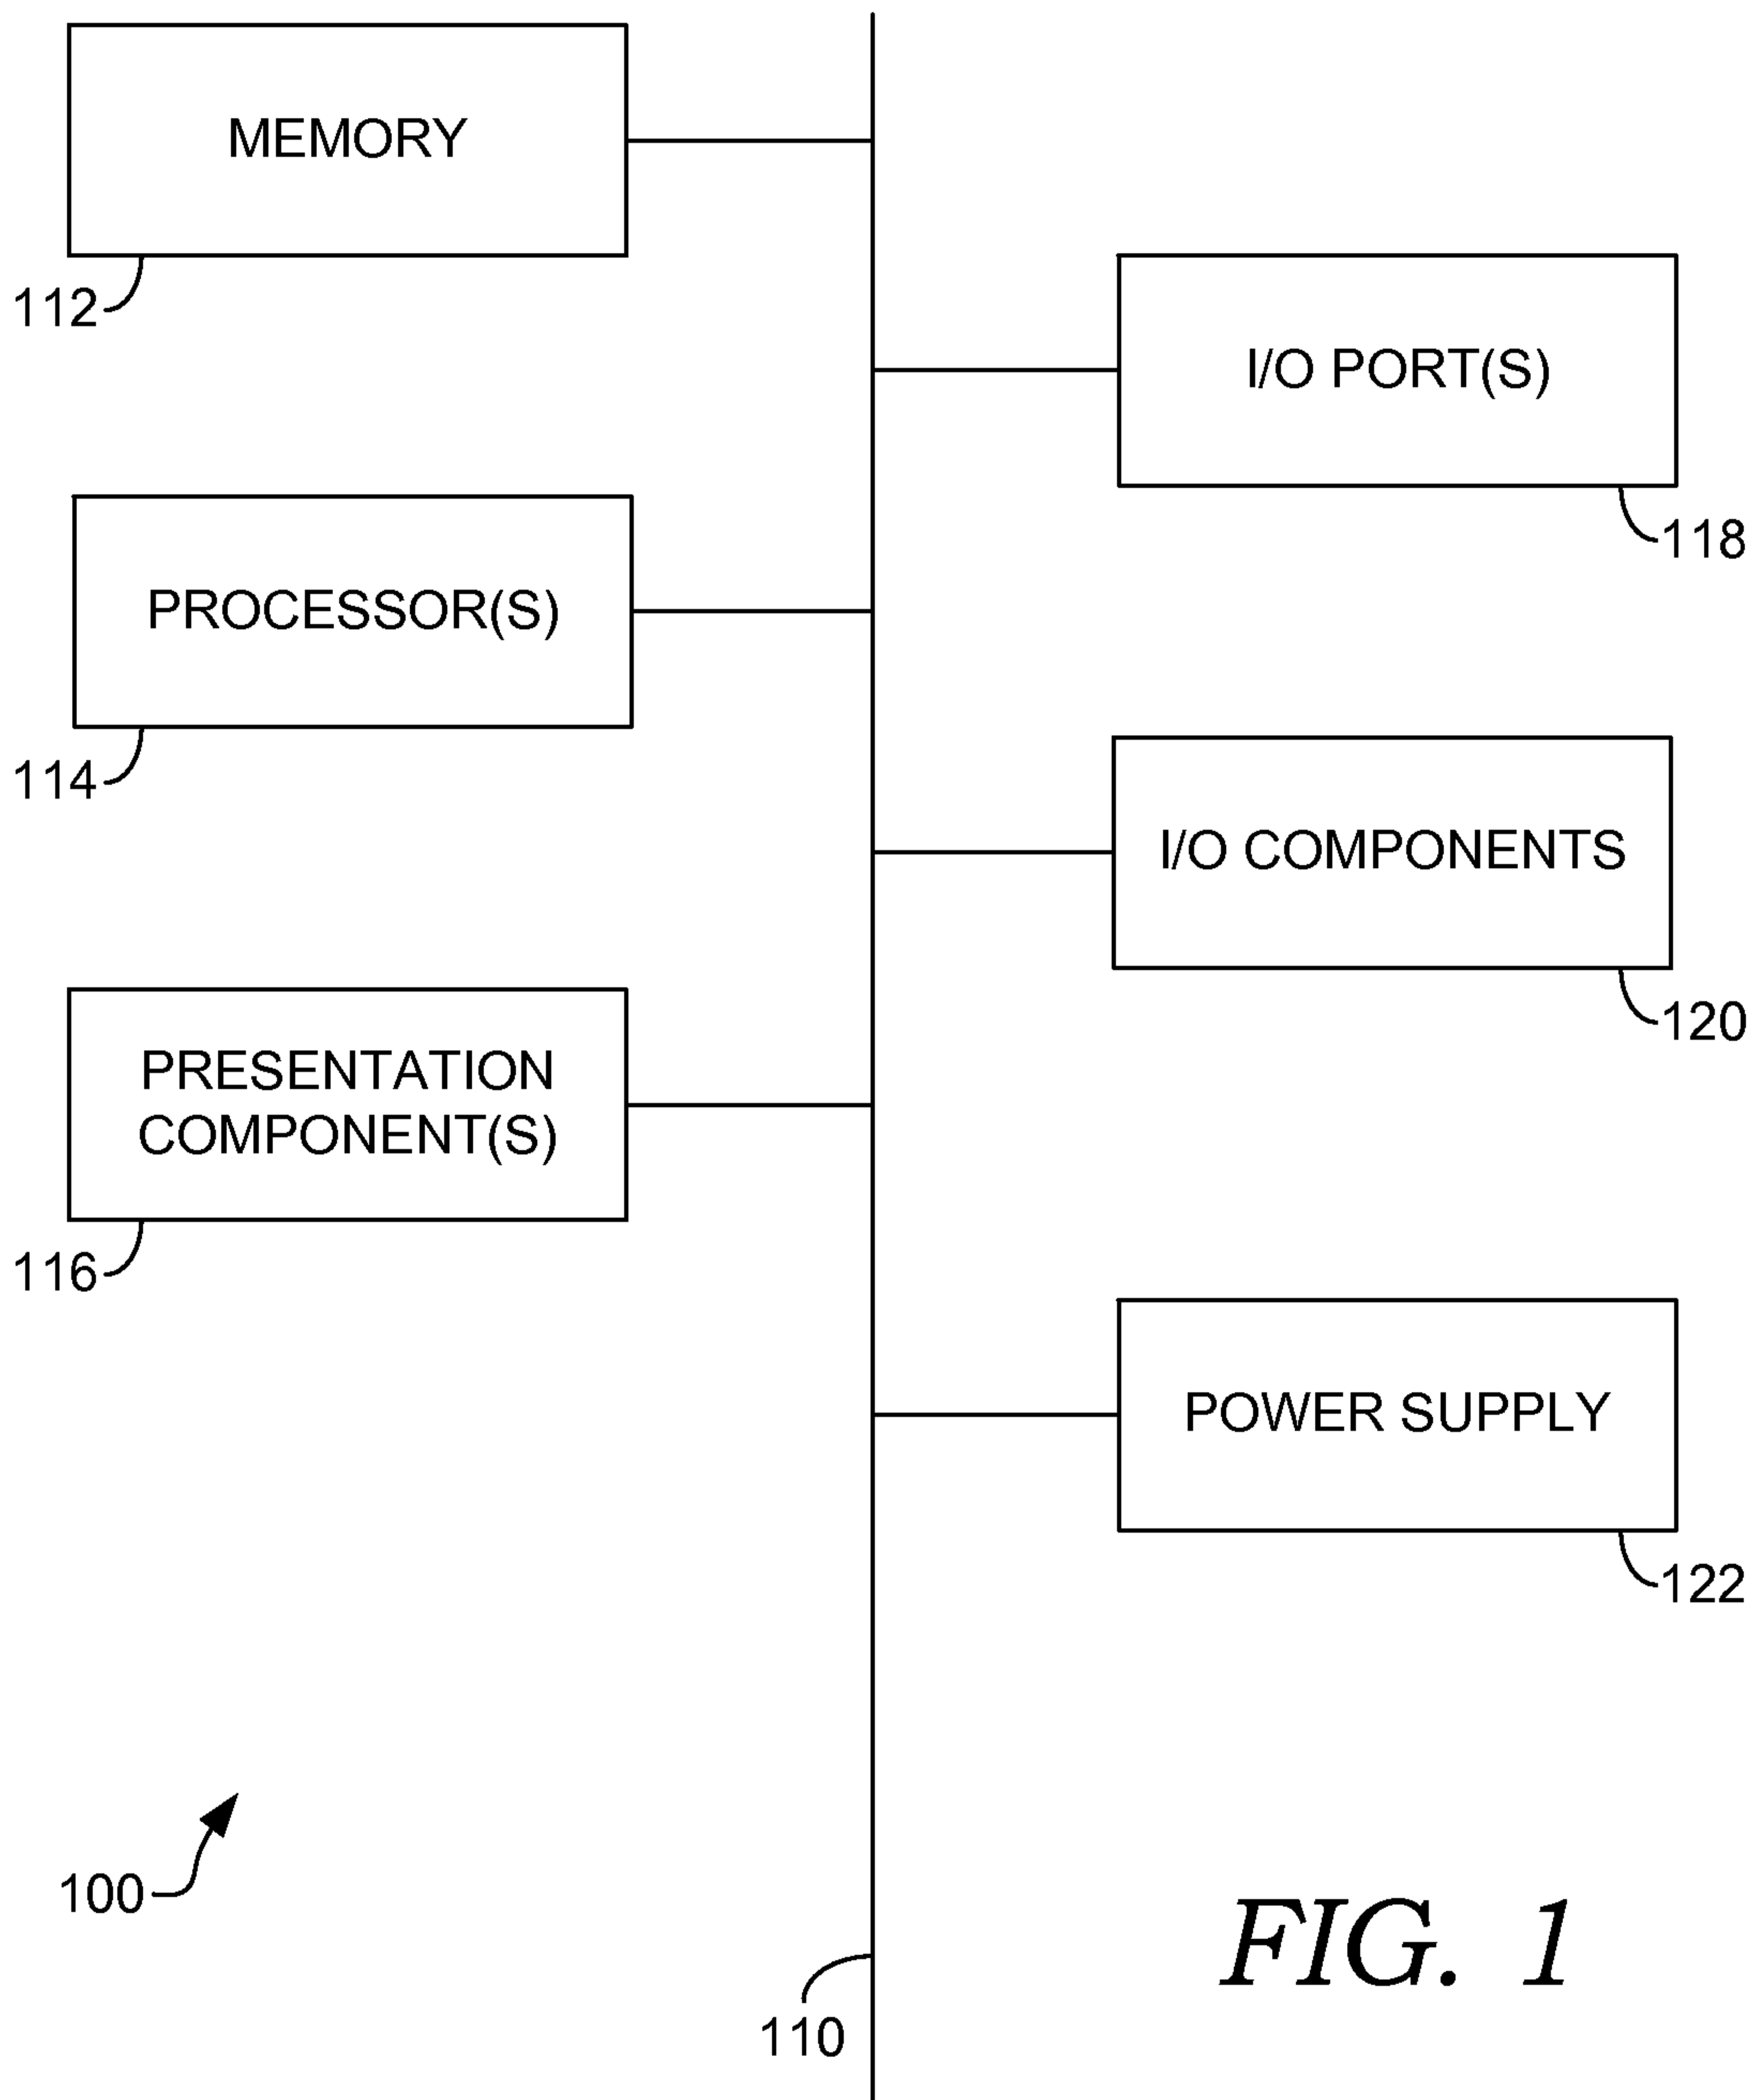 MEMORY
112
I/O PORT(S)
118
PROCESSOR(S)
114
I/O COMPONENTS
120
PRESENTATION
COMPONENT(S)
116
POWER SUPPLY
122
100
110
FIG. 1